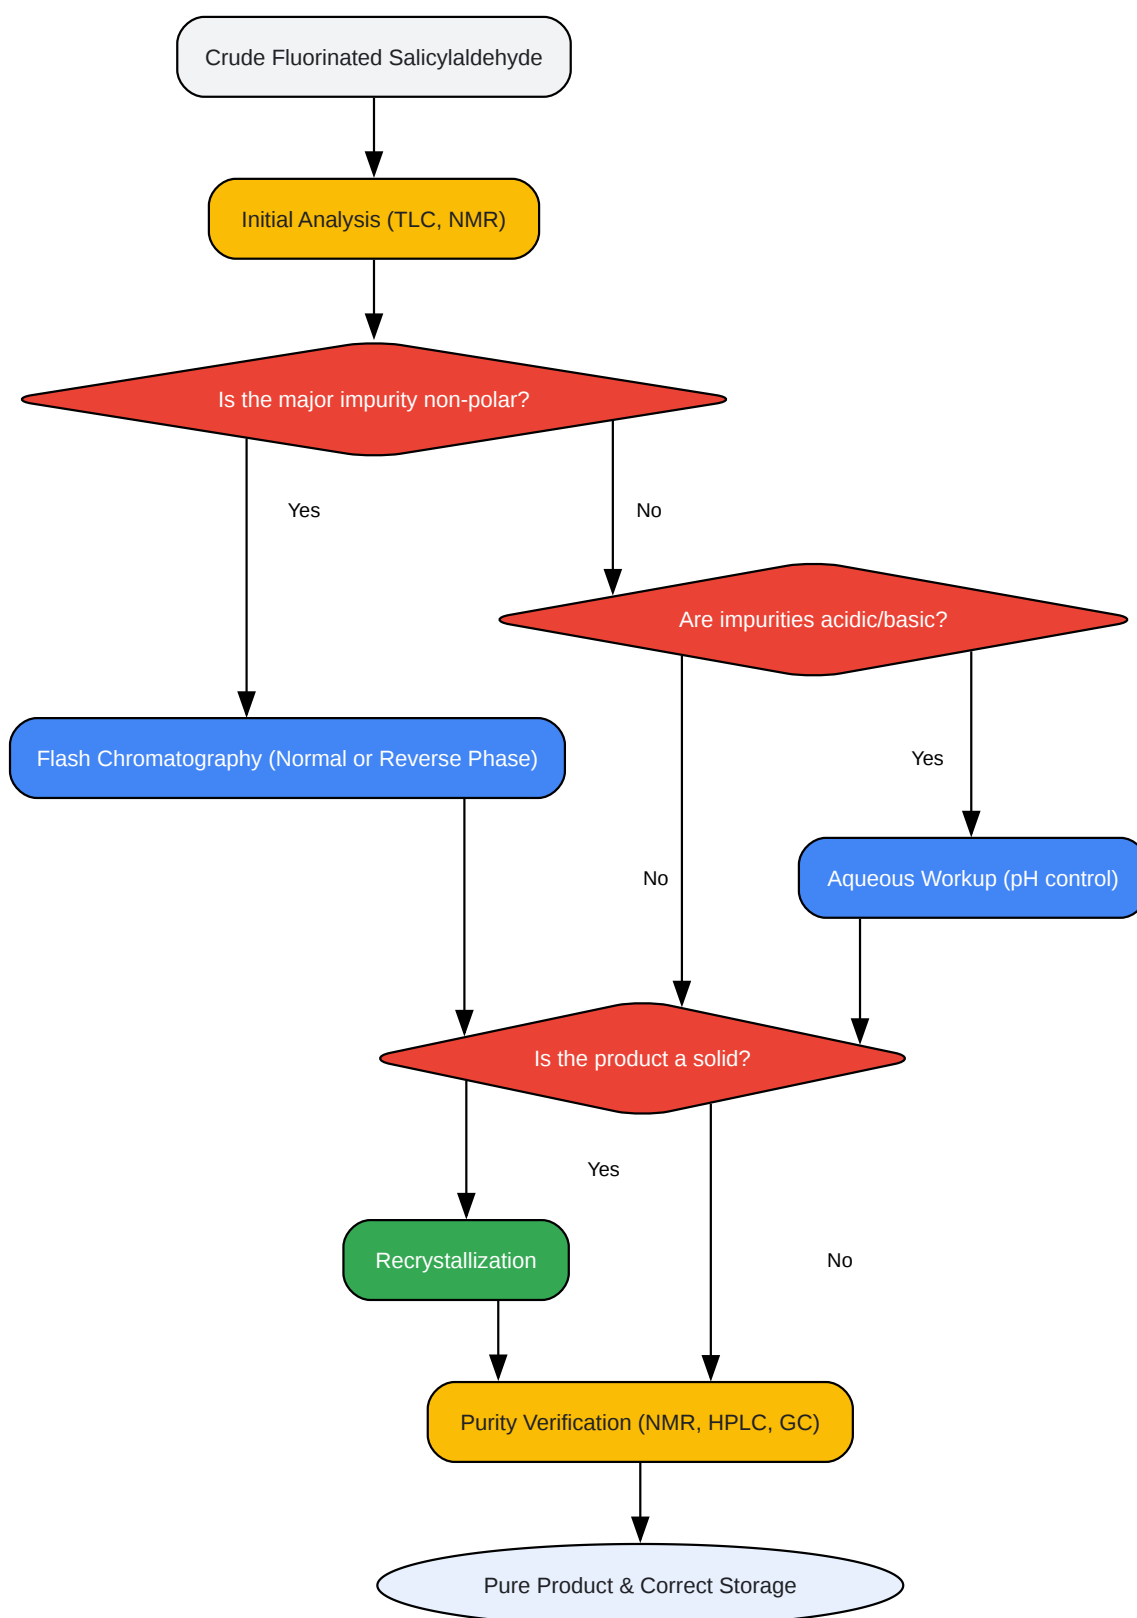 Crude Fluorinated Salicylaldehyde
Initial Analysis (TLC, NMR)
Is the major impurity non-polar?
Yes
No
Are impurities acidic/basic?
Flash Chromatography (Normal or Reverse Phase)
Yes
No
Aqueous Workup (pH control)
Is the product a solid?
Yes
Recrystallization
No
Purity Verification (NMR, HPLC, GC)
Pure Product & Correct Storage